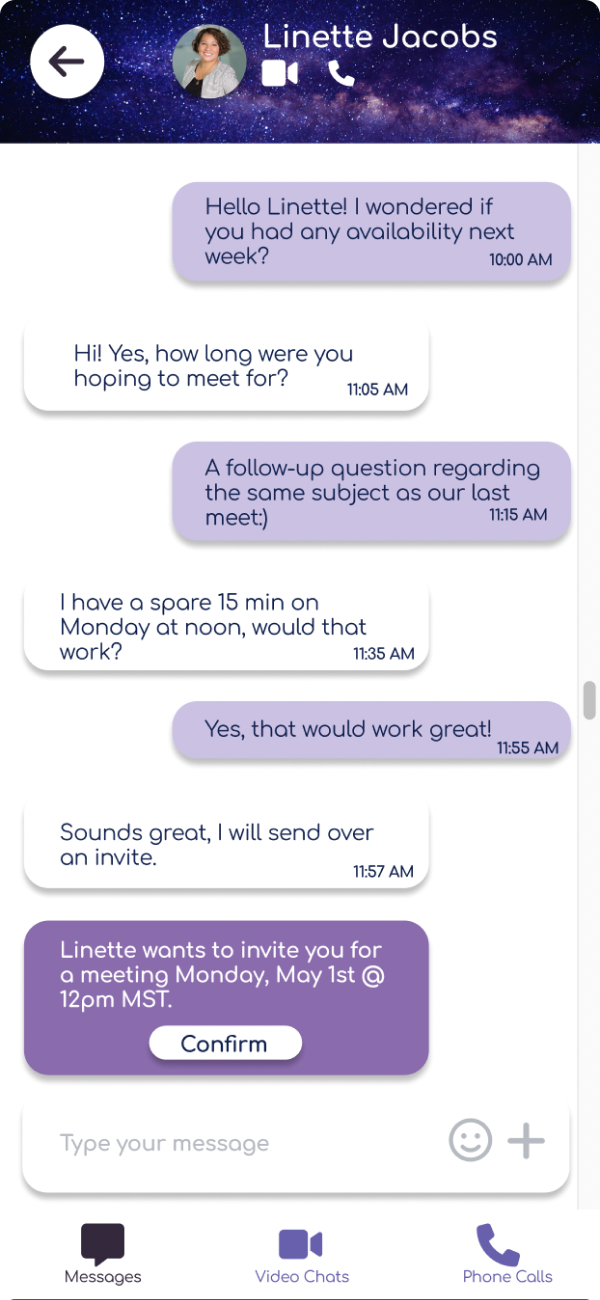 Linette Jacobs
Hello Linette! I wondered if
you had any availability next
week?
10:00 AM
Hi! Yes, how long were you
hoping to meet for?
11:05 AM
A follow-up question regarding
the same subject as our last
meet:)
11:15 AM
I have a spare 15 min on
Monday at noon, would that
work?
11:35 AM
Yes, that would work great!
11:55 AM
Sounds great, I will send over
an invite.
11:57 AM
Linette wants to invite you for
a meeting Monday, May 1st @
12pm MST.
Confirm
Type your message
Messages
Video Chats
Phone Calls